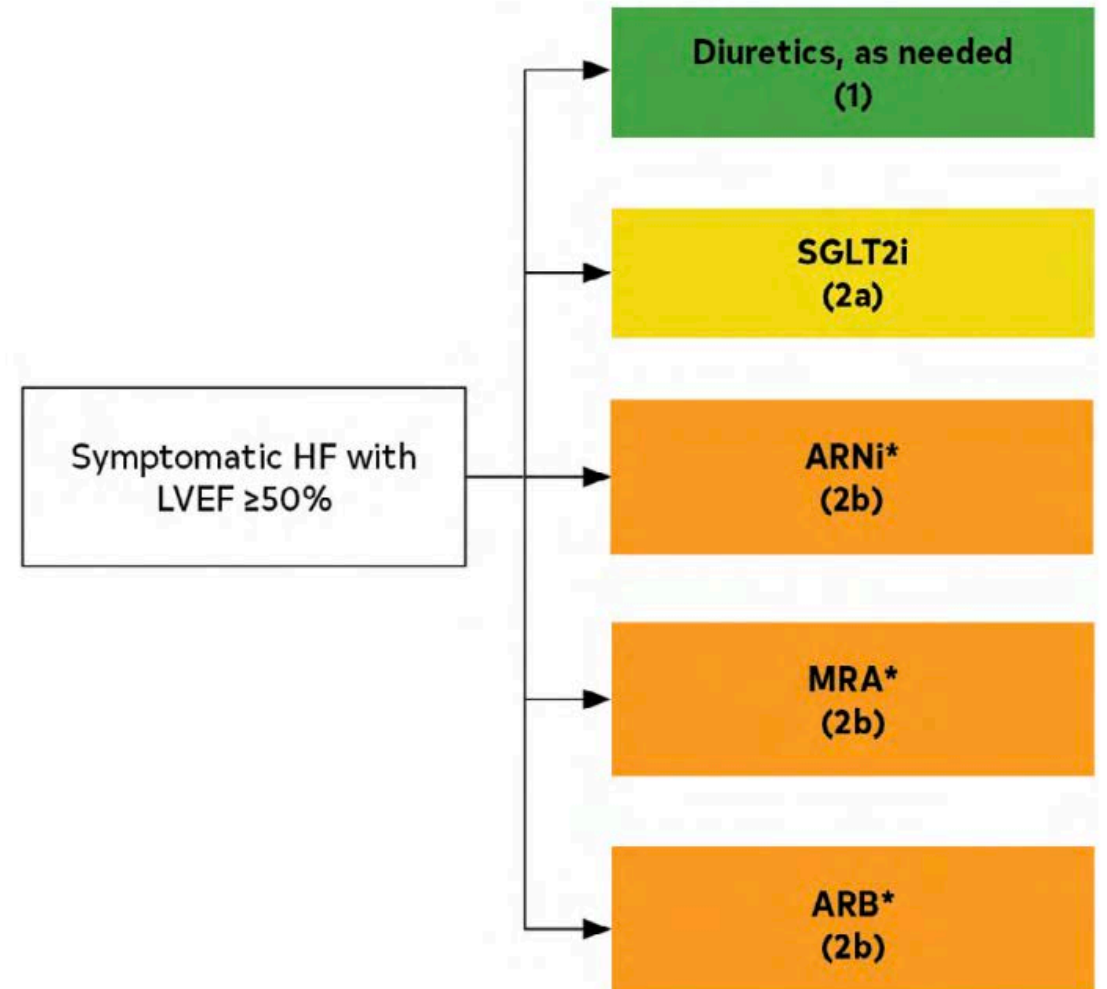 Diuretics, as needed
(1)
SGLT2i
(2a)
Symptomatic HF with
LVEF ≥50%
ARNi*
(2b)
MRA*
(2b)
ARB*
(2b)